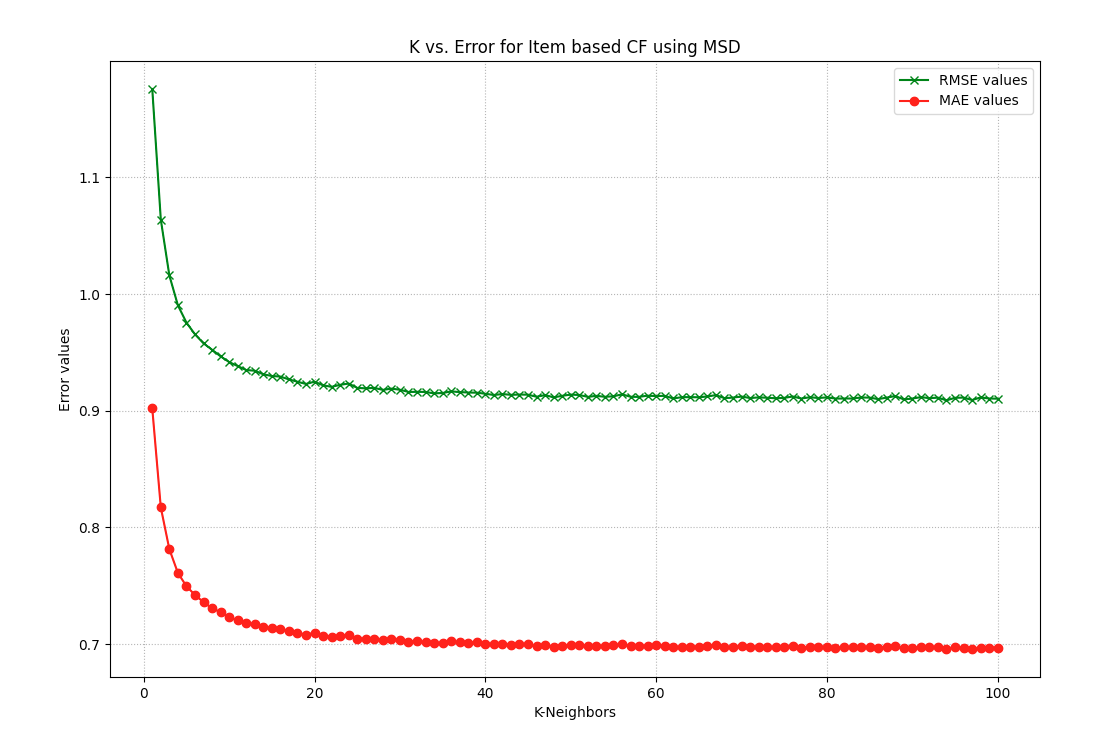 K vs. Error for Item based CF using MSD
RMSE values
MAE values
1.1
1.0
0.9
0.8
0.7
Error values
0 20 40 60 80 100
K-Neighbors